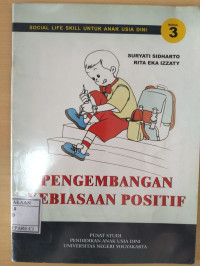 SOCIAL LIFE SKILL UNTUK ANAK USIA DINI
3
SURYATI SIDHARTO
RITA EKA IZZATY
PENGEMBANGAN
KEBIASAAN POSITIF
PUSAT STUDI
PENDIDIKAN ANAK USIA DINI
UNIVERSITAS NEGERI YOGYAKARTA